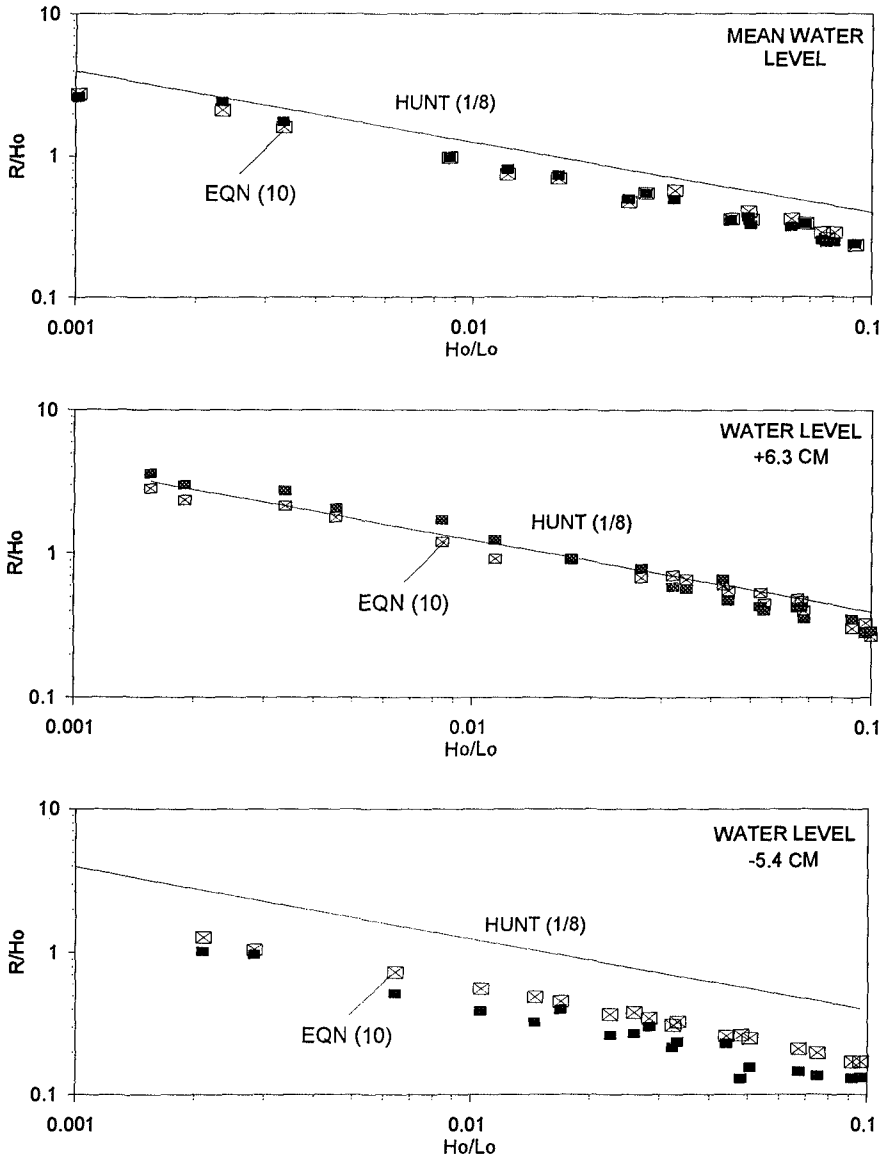 MEAN WATER
LEVEL
10
HUNT (1/8)
R/Ho
1
EQN (10)
0.1
0.001
0.01
0.1
Ho/Lo
10
WATER LEVEL
+6.3 CM
HUNT (1/8)
R/Ho
1
EQN (10)
0.1
0.001
0.01
0.1
Ho/Lo
10
WATER LEVEL
-5.4 CM
HUNT (1/8)
R/Ho
1
EQN (10)
0.1
0.001
0.01
0.1
Ho/Lo